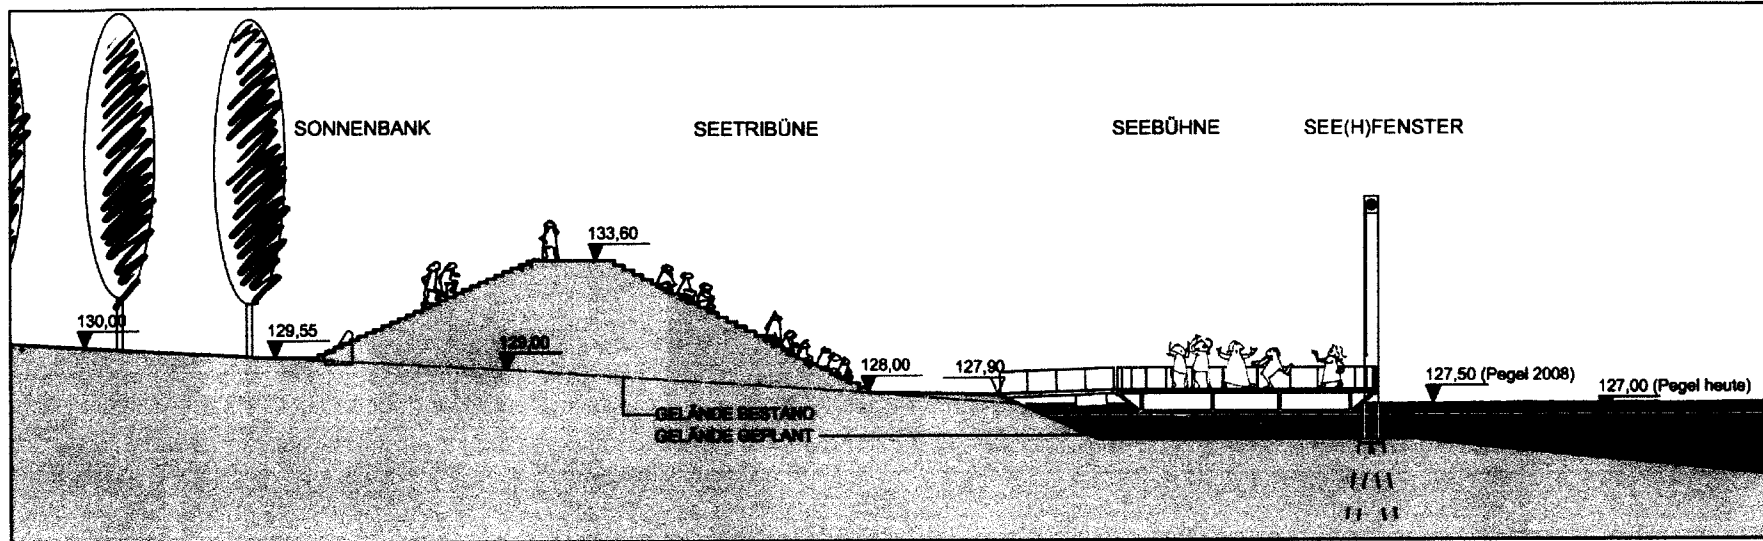 SONNENBANK
SEETRIBÜNE
SEEBÜHNE
SEE(H)FENSTER
133,60
130,00
129,55
129,00
128,00
127,90
127,50 (Pegel 2008)
127,00 (Pegel heute)
GELÄNDE BESTAND
GELÄNDE GEPLANT